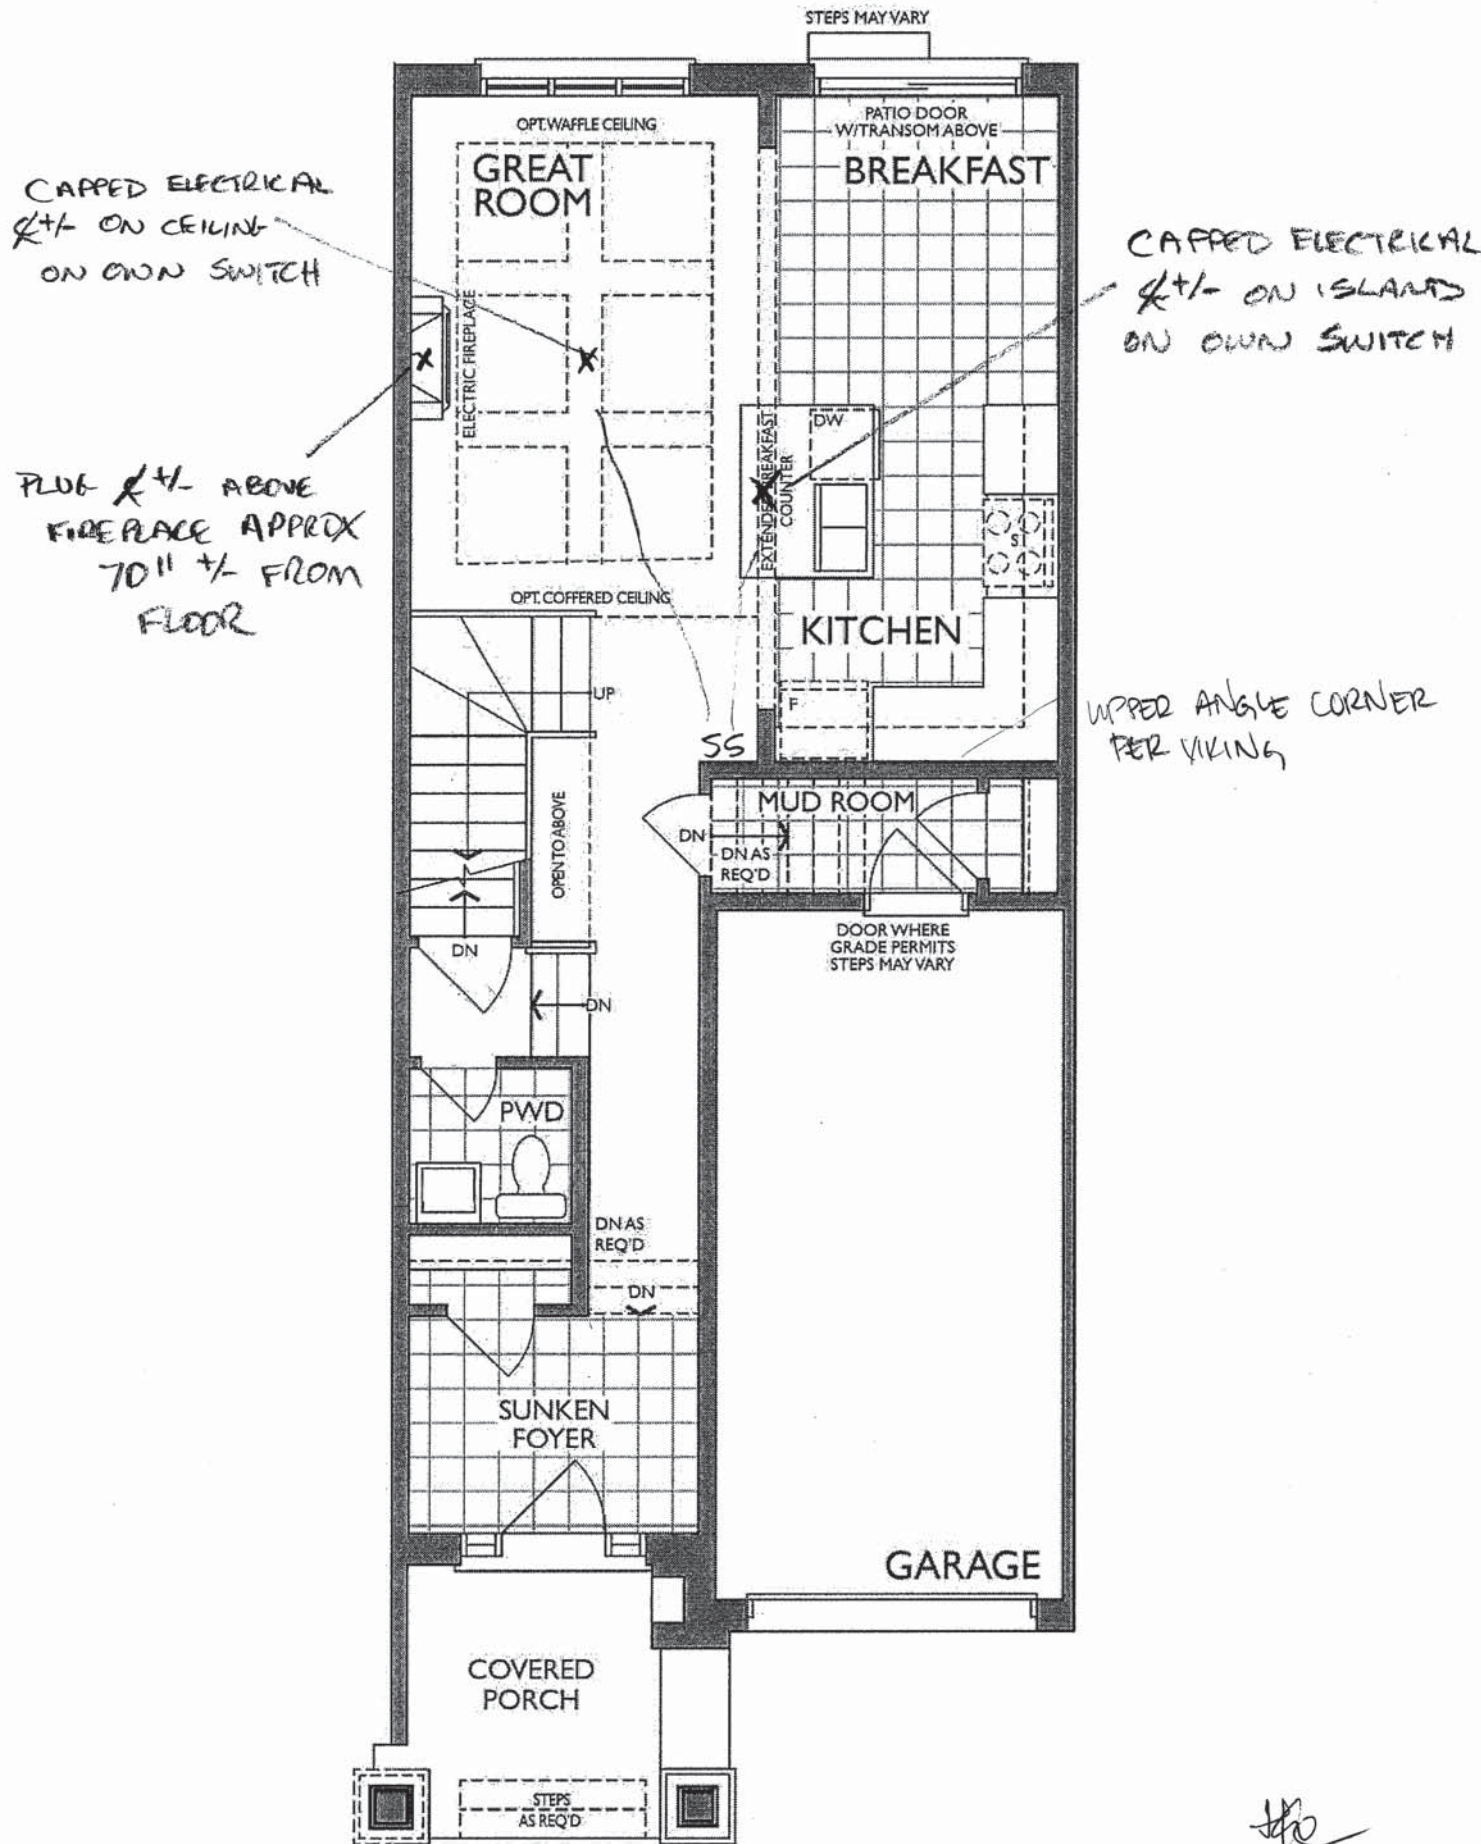 STEPS MAY VARY
PATIO DOOR
W/TRANSOM ABOVE
OPT. WAFFLE CEILING
GREAT
ROOM
BREAKFAST
CAPPED ELECTRICAL
℄ +/- ON CEILING
ON OWN SWITCH
CAPPED ELECTRICAL
℄ +/- ON ISLAND
ON OWN SWITCH
ELECTRIC FIREPLACE
X
X
DW
EXTENDED BREAKFAST
COUNTER
X
PLUG ℄ +/- ABOVE
FIREPLACE APPROX
70" +/- FROM
FLOOR
OPT. COFFERED CEILING
KITCHEN
UP
F
UPPER ANGLE CORNER
PER VIKING
SS
MUD ROOM
DN
DN AS
REQ'D
OPEN TO ABOVE
DOOR WHERE
GRADE PERMITS
STEPS MAY VARY
DN
DN
PWD
DN AS
REQ'D
DN
SUNKEN
FOYER
GARAGE
COVERED
PORCH
STEPS
AS REQ'D